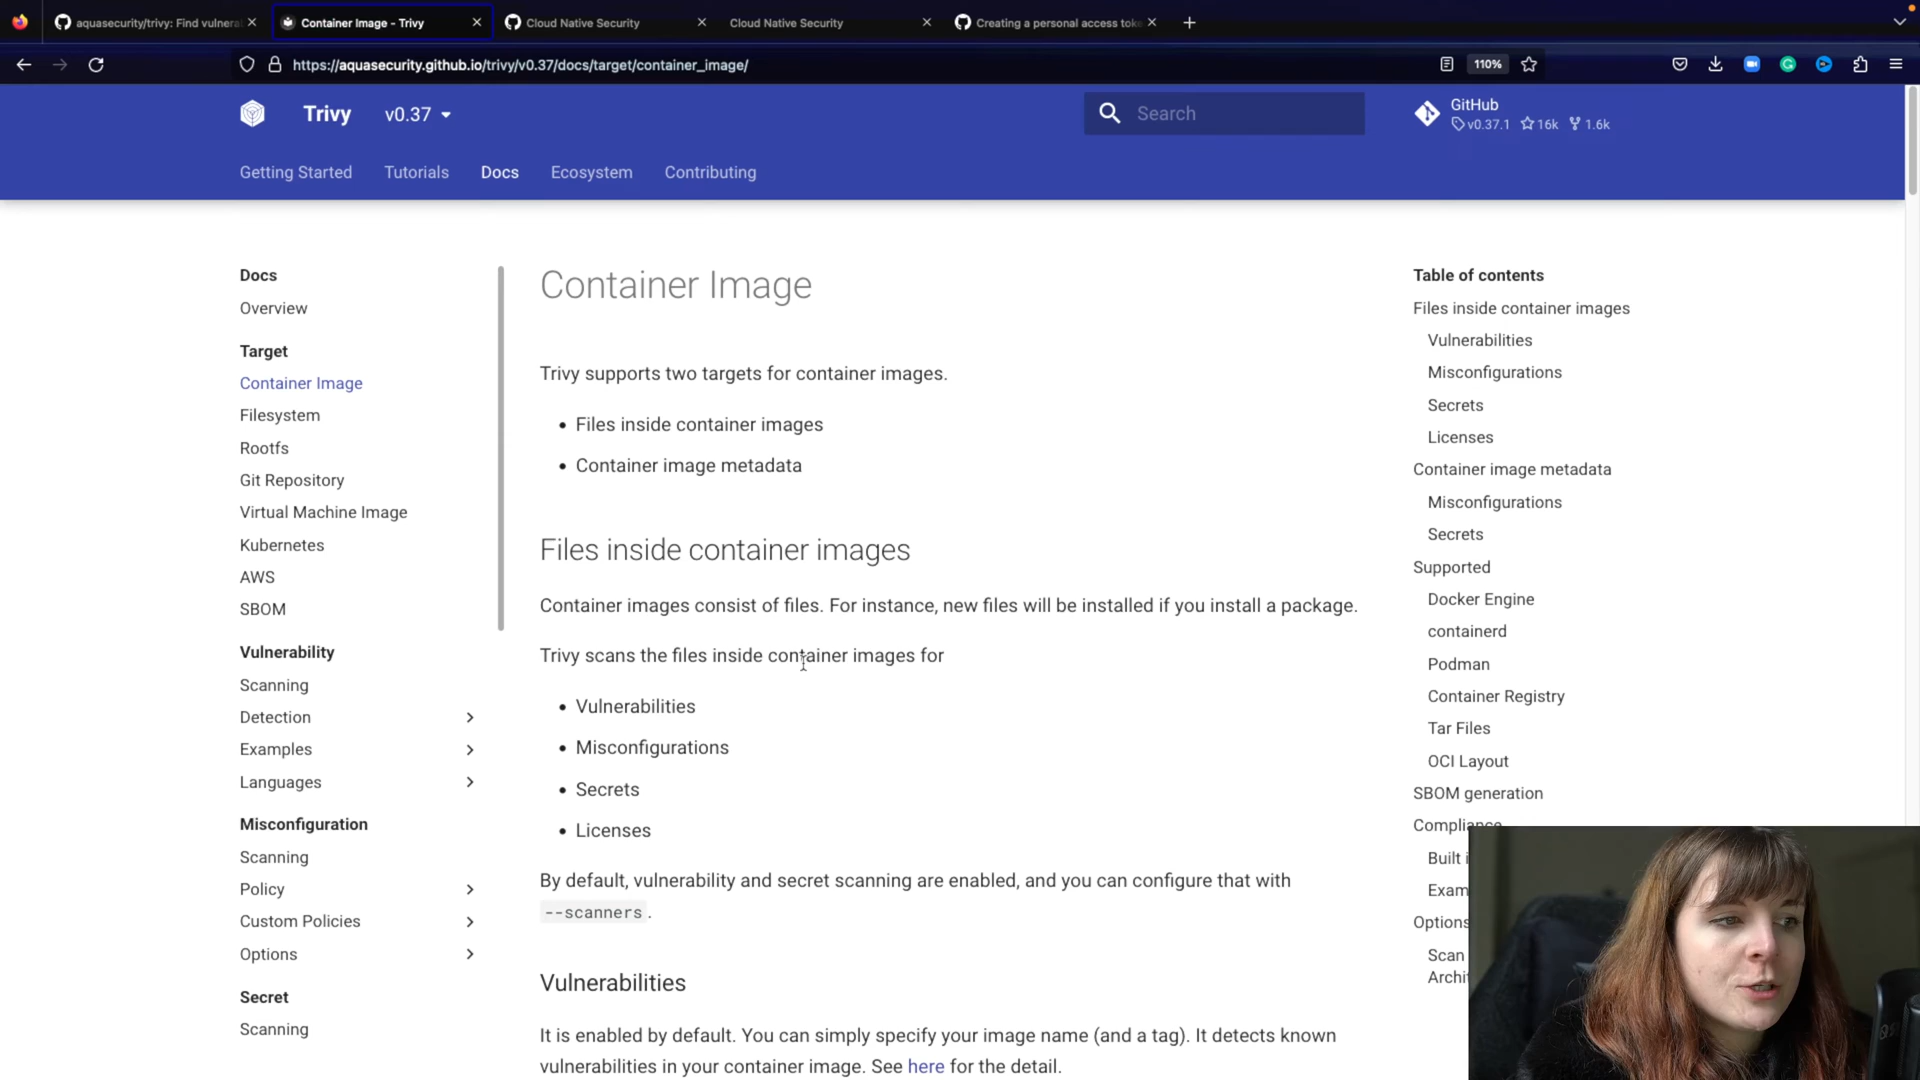 aquasecurity/trivy: Find vulnera
Container Image - Trivy
Cloud Native Security
Cloud Native Security
Creating a personal access tok
https://aquasecurity.github.io/trivy/v0.37/docs/target/container_image/
110%
Trivy
v0.37
Search
GitHub
v0.37.1 16k 1.6k
Getting Started
Tutorials
Docs
Ecosystem
Contributing
Docs
Overview
Target
Container Image
Filesystem
Rootfs
Git Repository
Virtual Machine Image
Kubernetes
AWS
SBOM
Vulnerability
Scanning
Detection
Examples
Languages
Misconfiguration
Scanning
Policy
Custom Policies
Options
Secret
Scanning
Container Image
Trivy supports two targets for container images.
• Files inside container images
• Container image metadata
Files inside container images
Container images consist of files. For instance, new files will be installed if you install a package.
Trivy scans the files inside container images for
• Vulnerabilities
• Misconfigurations
• Secrets
• Licenses
By default, vulnerability and secret scanning are enabled, and you can configure that with
--scanners.
Vulnerabilities
It is enabled by default. You can simply specify your image name (and a tag). It detects known
vulnerabilities in your container image. See here for the detail.
Table of contents
Files inside container images
Vulnerabilities
Misconfigurations
Secrets
Licenses
Container image metadata
Misconfigurations
Secrets
Supported
Docker Engine
containerd
Podman
Container Registry
Tar Files
OCI Layout
SBOM generation
Compliance
Built i
Exam
Options
Scan
Archi